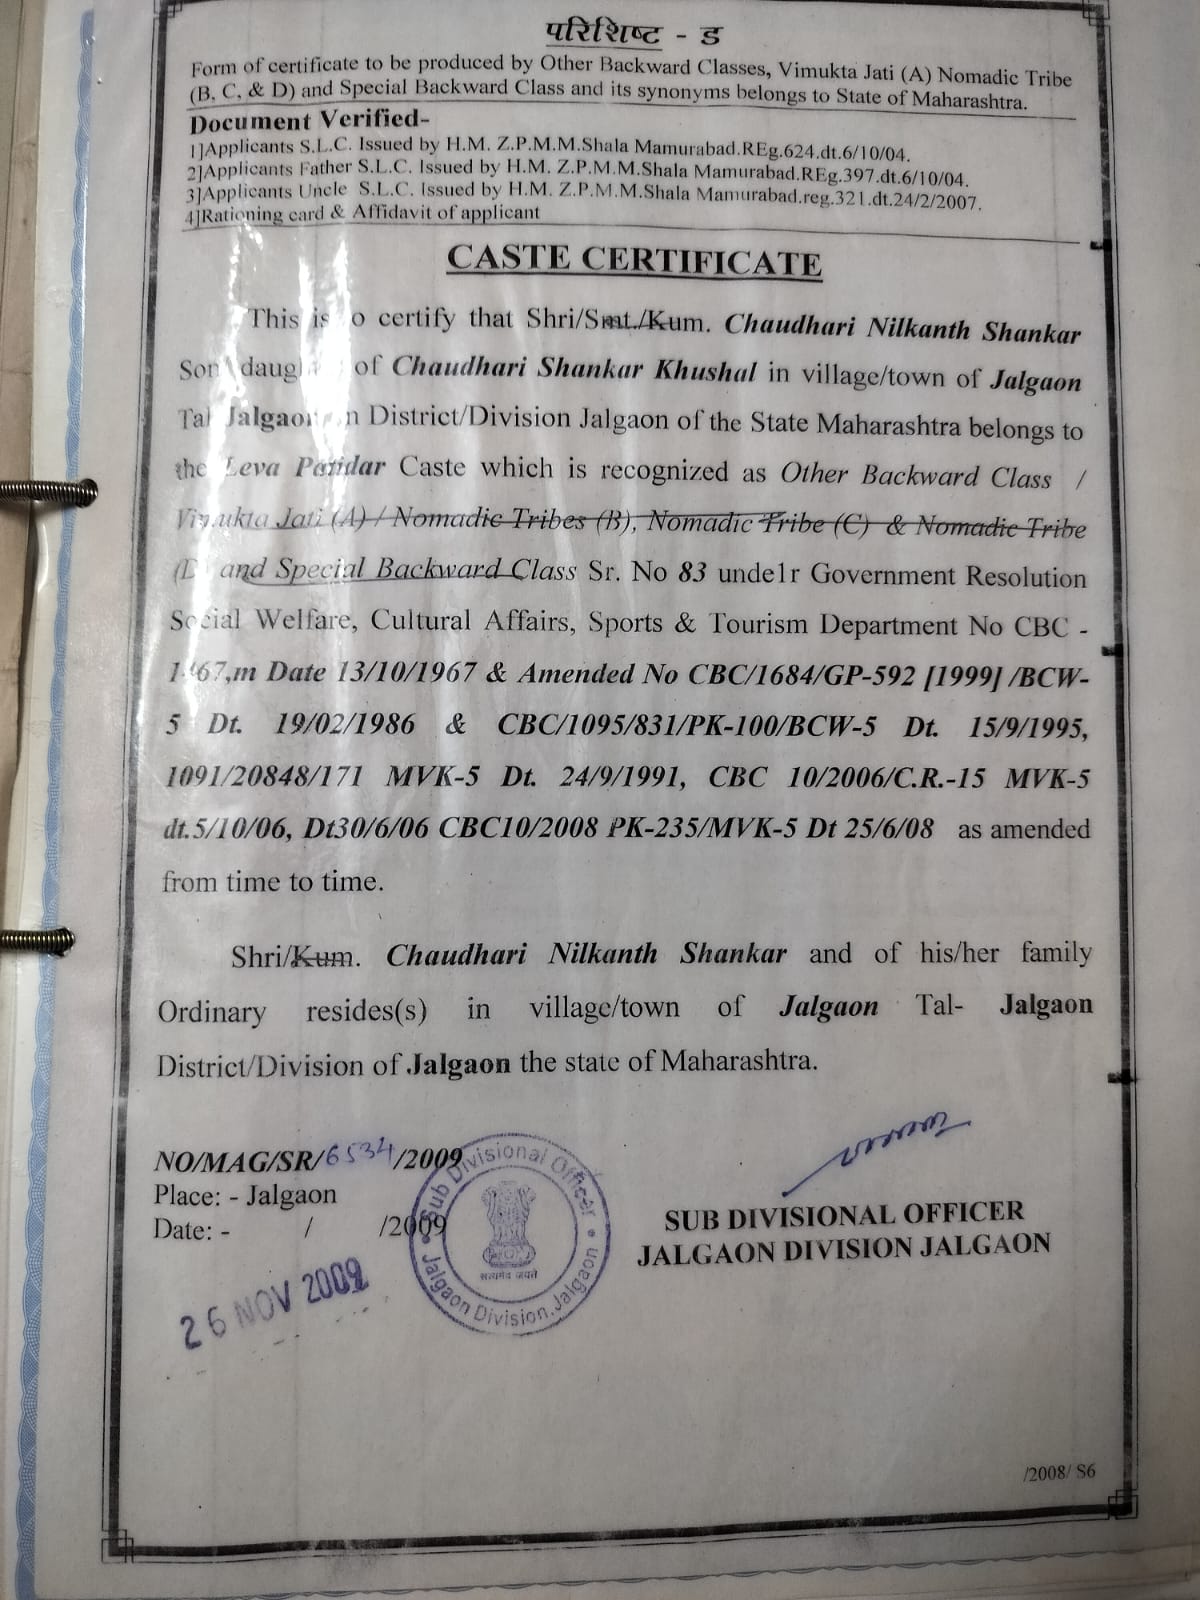 परिशिष्ट - ड
Form of certificate to be produced by Other Backward Classes, Vimukta Jati (A) Nomadic Tribe
(B, C, & D) and Special Backward Class and its synonyms belongs to State of Maharashtra.
Document Verified-
1]Applicants S.L.C. Issued by H.M. Z.P.M.M.Shala Mamurabad.REg.624.dt.6/10/04.
2]Applicants Father S.L.C. Issued by H.M. Z.P.M.M.Shala Mamurabad.REg.397.dt.6/10/04.
3]Applicants Uncle S.L.C. Issued by H.M. Z.P.M.M.Shala Mamurabad.reg.321.dt.24/2/2007.
4]Rationing card & Affidavit of applicant
CASTE CERTIFICATE
This is o certify that Shri/Smt./Kum. Chaudhari Nilkanth Shankar
Son daug of Chaudhari Shankar Khushal in village/town of Jalgaon
Tal Jalgaon n District/Division Jalgaon of the State Maharashtra belongs to
the Leva Patidar Caste which is recognized as Other Backward Class /
Vimukta Jati (A) / Nomadic Tribes (B), Nomadic Tribe (C) & Nomadic Tribe
(D and Special Backward Class Sr. No 83 unde1r Government Resolution
Social Welfare, Cultural Affairs, Sports & Tourism Department No CBC -
Date 13/10/1967 & Amended No CBC/1684/GP-592 [1999] /BCW-
5 Dt. 19/02/1986 & CBC/1095/831/PK-100/BCW-5 Dt. 15/9/1995,
1091/20848/171 MVK-5 Dt. 24/9/1991, CBC 10/2006/C.R.-15 MVK-5
dt.5/10/06, Dt30/6/06 CBC10/2008 PK-235/MVK-5 Dt 25/6/08 as amended
from time to time.
Shri/Kum. Chaudhari Nilkanth Shankar and of his/her family
Ordinary resides(s) in village/town of Jalgaon Tal- Jalgaon
District/Division of Jalgaon the state of Maharashtra.
NO/MAG/SR/6534/2009
Place: - Jalgaon
Date: - / /2009
26 NOV 2009
Sub Divisional Officer
सत्यमेव जयते
Jalgaon Division, Jalgaon
SUB DIVISIONAL OFFICER
JALGAON DIVISION JALGAON
/2008/ S6